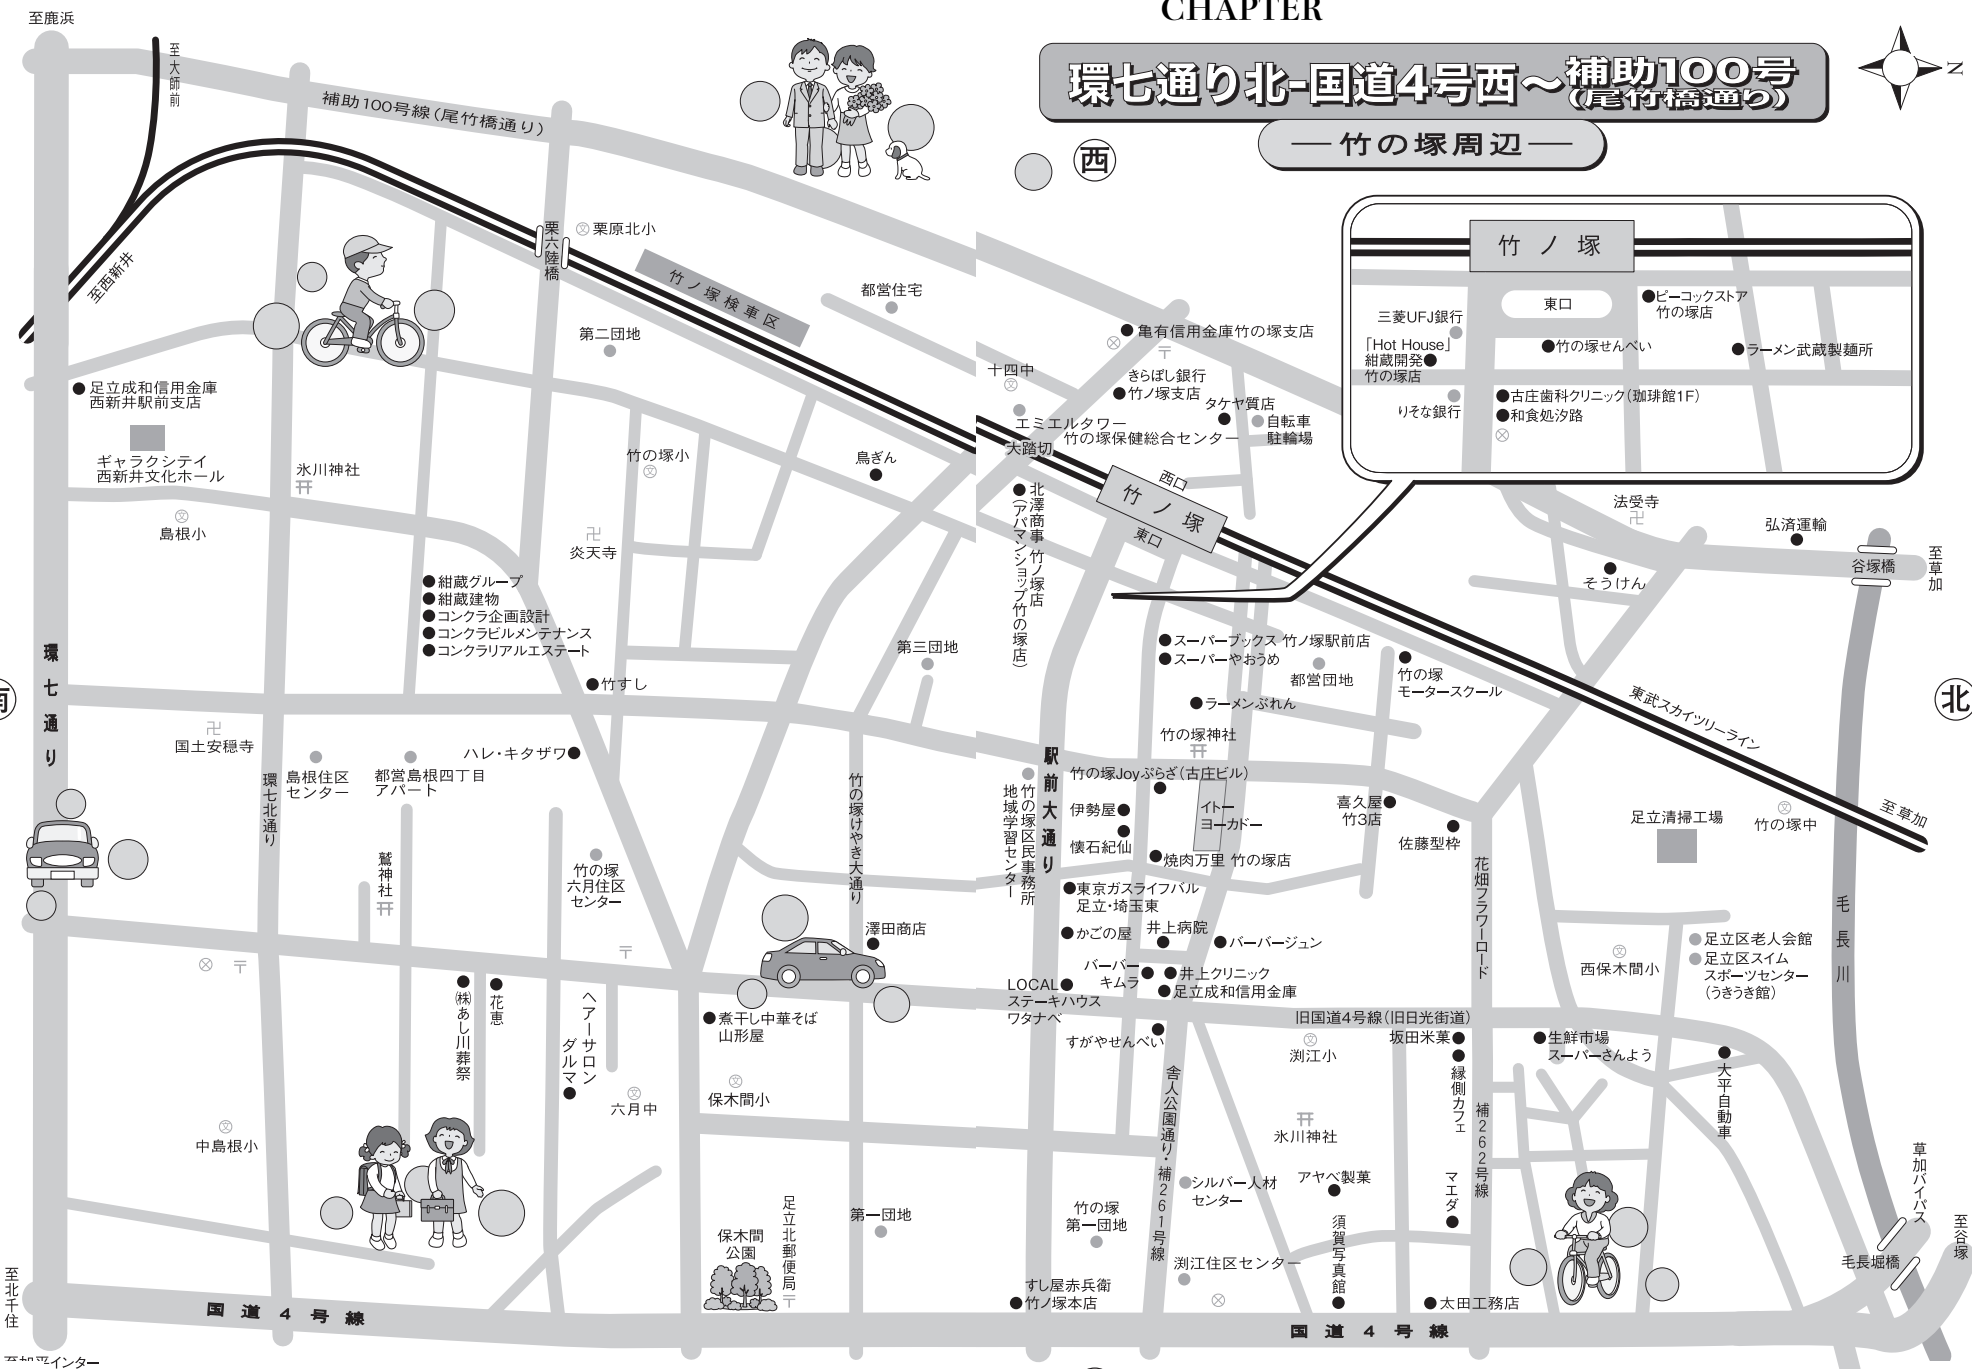 CHAPTER
環七通り北-国道4号西〜補助100号
(尾竹橋通り)
竹の塚周辺
N
西
北
至鹿浜
至大師前
補助100号線(尾竹橋通り)
至西新井
栗六陸橋
栗原北小
竹ノ塚検車区
都営住宅
第二団地
足立成和信用金庫
西新井駅前支店
ギャラクシテイ
西新井文化ホール
氷川神社
島根小
竹の塚小
炎天寺
鳥ぎん
紺蔵グループ
紺蔵建物
コンクラ企画設計
コンクラビルメンテナンス
コンクラリアルエステート
竹すし
第三団地
環七通り
国土安穏寺
環七北通り
島根住区
センター
都営島根四丁目
アパート
ハレ・キタザワ
鷲神社
竹の塚
六月住区
センター
竹の塚けやき大通り
澤田商店
㈱あし川葬祭
花恵
ヘアーサロン
ダルマ
六月中
煮干し中華そば
山形屋
保木間小
中島根小
保木間
公園
足立北郵便局
第一団地
至北千住
国道4号線
亀有信用金庫竹の塚支店
十四中
きらぼし銀行
竹ノ塚支店
タケヤ質店
自転車
駐輪場
エミエルタワー
竹の塚保健総合センター
大踏切
西口
竹ノ塚
東口
北澤商事 竹ノ塚店
(アパマンショップ竹の塚店)
竹ノ塚
東口
ピーコックストア
竹の塚店
三菱UFJ銀行
「Hot House」
紺蔵開発
竹の塚店
竹の塚せんべい
ラーメン武蔵製麺所
りそな銀行
古庄歯科クリニック(珈琲館1F)
和食処汐路
法受寺
弘済運輸
そうけん
谷塚橋
至草加
スーパーブックス 竹ノ塚駅前店
スーパーやおうめ
都営団地
竹の塚
モータースクール
ラーメンぶれん
竹の塚神社
東武スカイツリーライン
至草加
駅前大通り
竹の塚Joyぷらざ(古庄ビル)
竹の塚区民事務所
地域学習センター
伊勢屋
懐石紀仙
イトー
ヨーカドー
焼肉万里 竹の塚店
喜久屋
竹3店
佐藤型枠
足立清掃工場
竹の塚中
東京ガスライフバル
足立・埼玉東
かごの屋
井上病院
バーバージュン
バーバー
キムラ
井上クリニック
足立成和信用金庫
LOCAL
ステーキハウス
ワタナベ
すがやせんべい
花畑フラワーロード
毛長川
西保木間小
足立区老人会館
足立区スイム
スポーツセンター
(うきうき館)
旧国道4号線(旧日光街道)
渕江小
坂田米菓
縁側カフェ
生鮮市場
スーパーさんよう
大平自動車
舎人公園通り・補261号線
氷川神社
補262号線
シルバー人材
センター
アヤベ製菓
マエダ
竹の塚
第一団地
渕江住区センター
須賀写真館
すし屋赤兵衛
竹ノ塚本店
太田工務店
草加バイパス
至谷塚
毛長堀橋
国道4号線